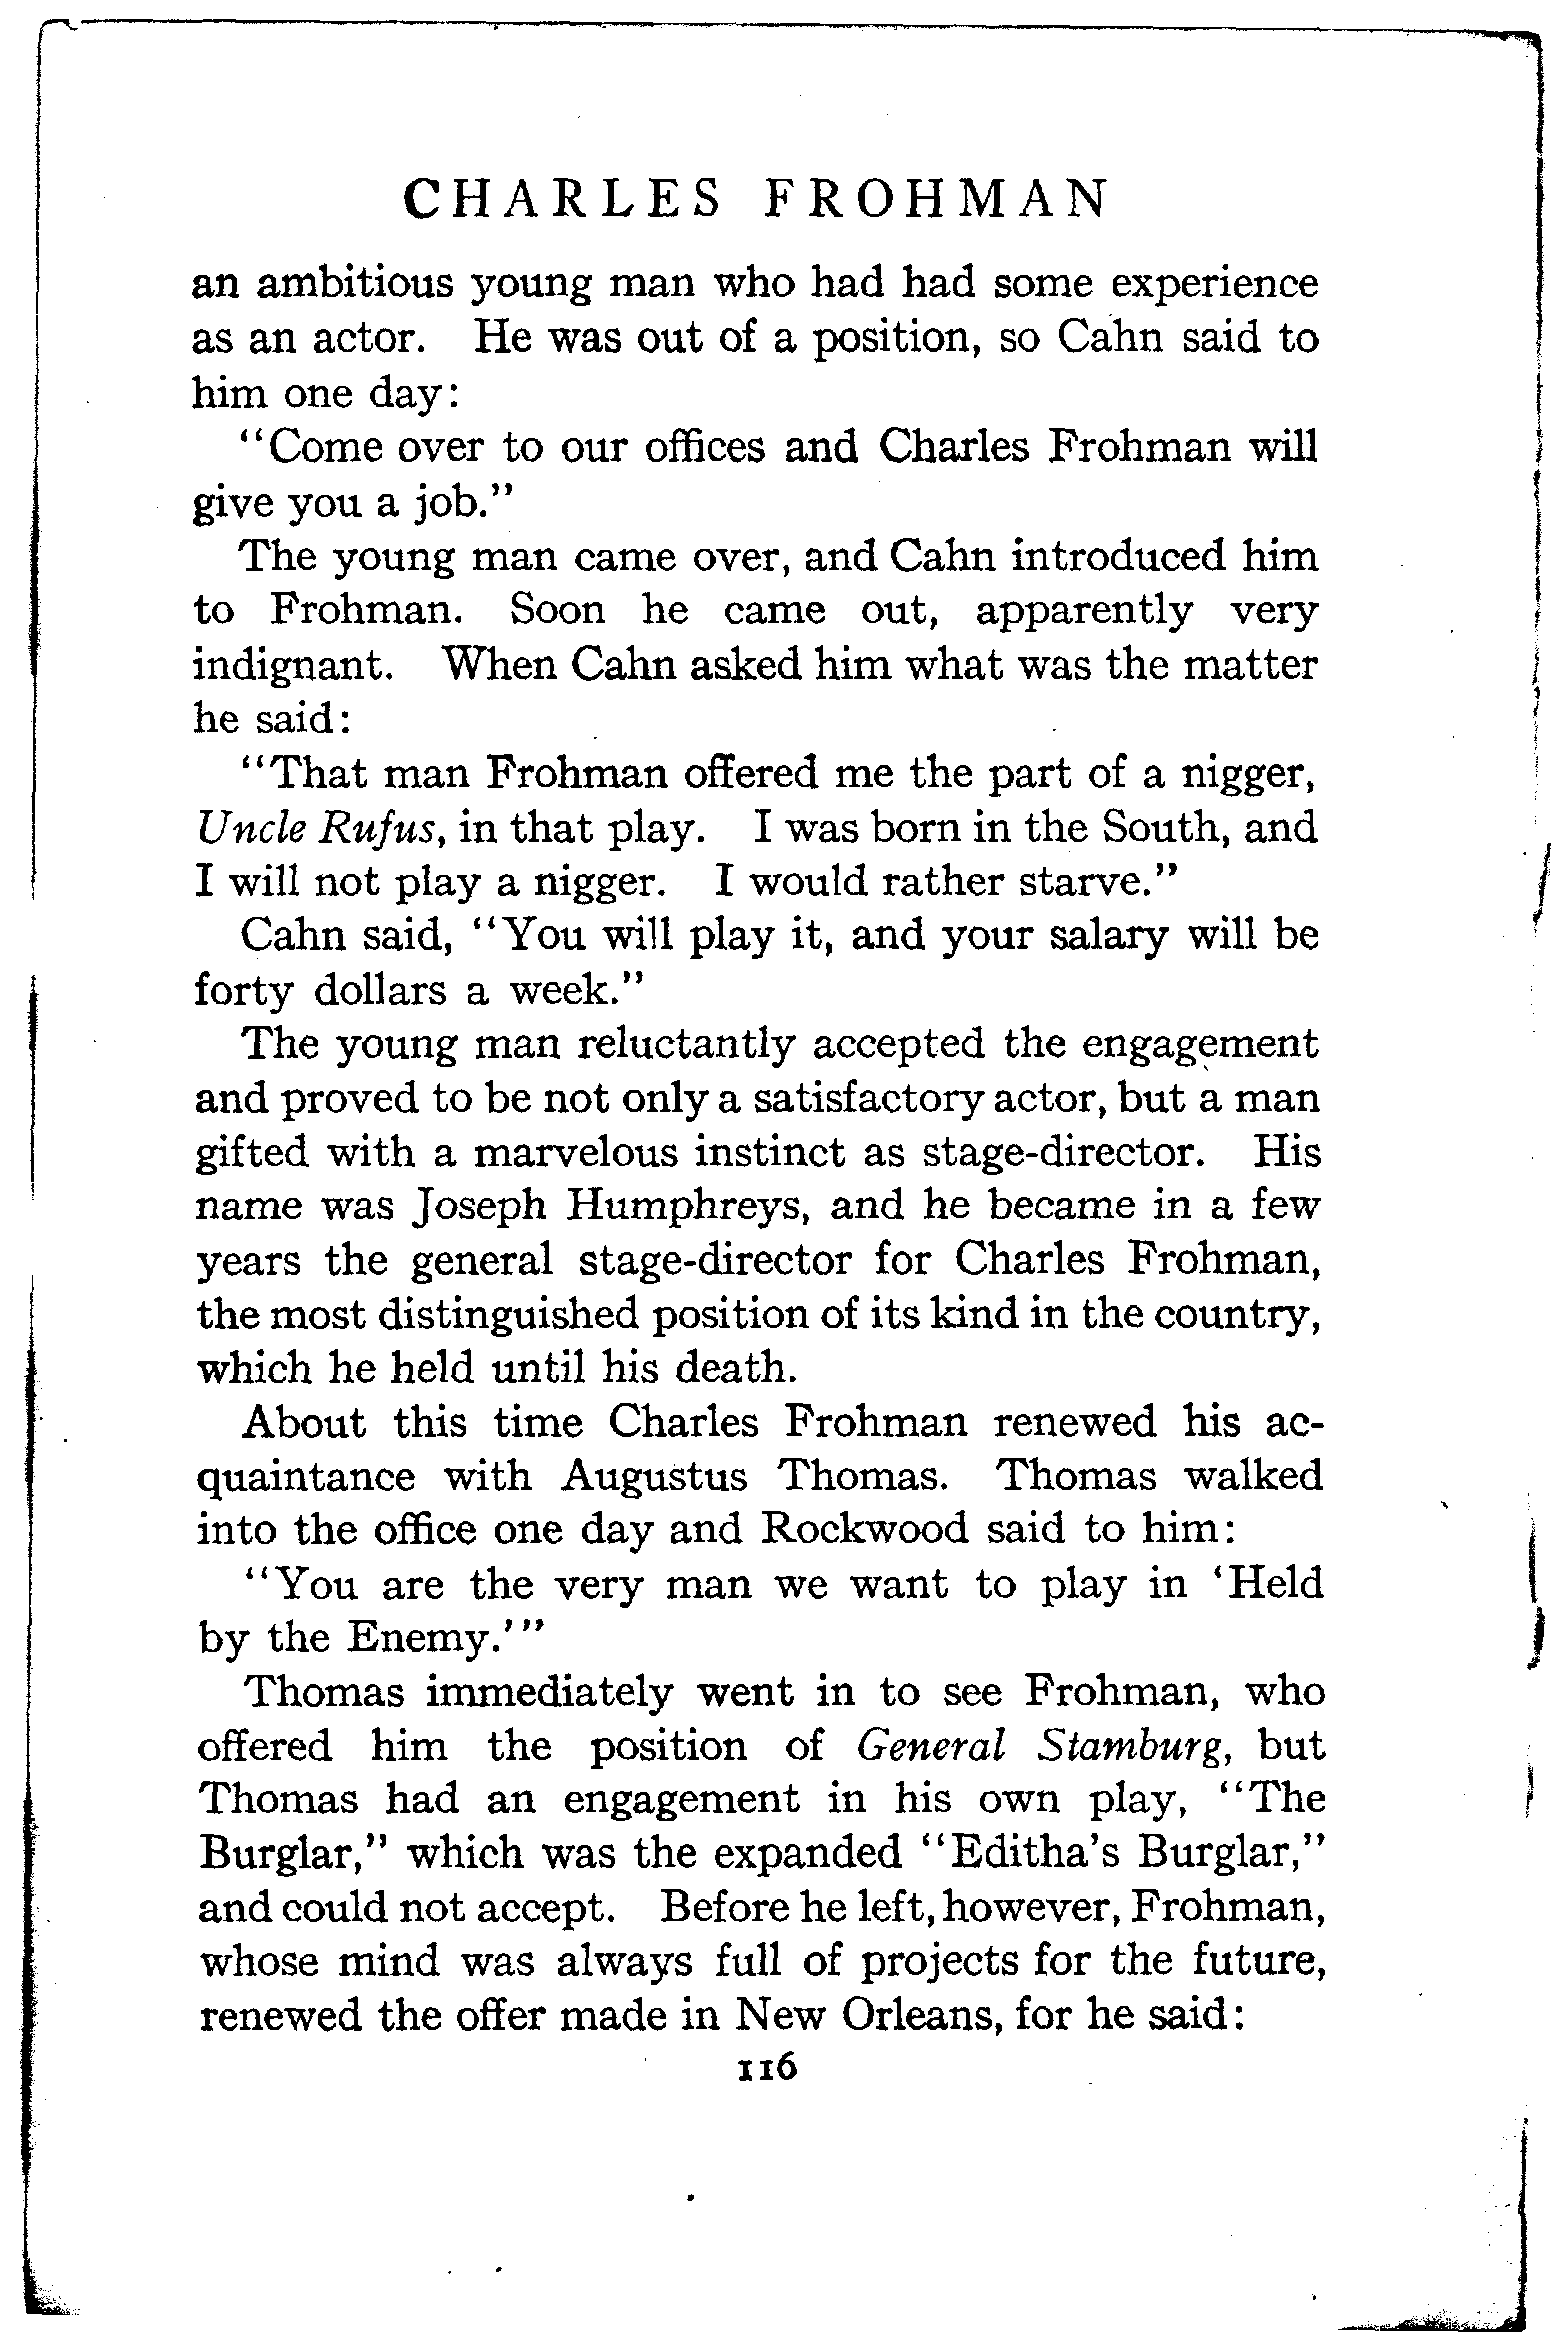 CHARLES FROHMAN
an ambitious young man who had had some experience
as an actor. He was out of a position, so Cahn said to
him one day:
"Come over to our offices and Charles Frohman will
give you a job."
The young man came over, and Cahn introduced him
to Frohman. Soon he came out, apparently very
indignant. When Cahn asked him what was the matter
he said:
"That man Frohman offered me the part of a nigger,
Uncle Rufus, in that play. I was born in the South, and
I will not play a nigger. I would rather starve."
Cahn said, "You will play it, and your salary will be
forty dollars a week."
The young man reluctantly accepted the engagement
and proved to be not only a satisfactory actor, but a man
gifted with a marvelous instinct as stage-director. His
name was Joseph Humphreys, and he became in a few
years the general stage-director for Charles Frohman,
the most distinguished position of its kind in the country,
which he held until his death.
About this time Charles Frohman renewed his ac-
quaintance with Augustus Thomas. Thomas walked
into the office one day and Rockwood said to him:
"You are the very man we want to play in 'Held
by the Enemy.'"
Thomas immediately went in to see Frohman, who
offered him the position of General Stamburg, but
Thomas had an engagement in his own play, "The
Burglar," which was the expanded "Editha's Burglar,"
and could not accept. Before he left, however, Frohman,
whose mind was always full of projects for the future,
renewed the offer made in New Orleans, for he said:
116